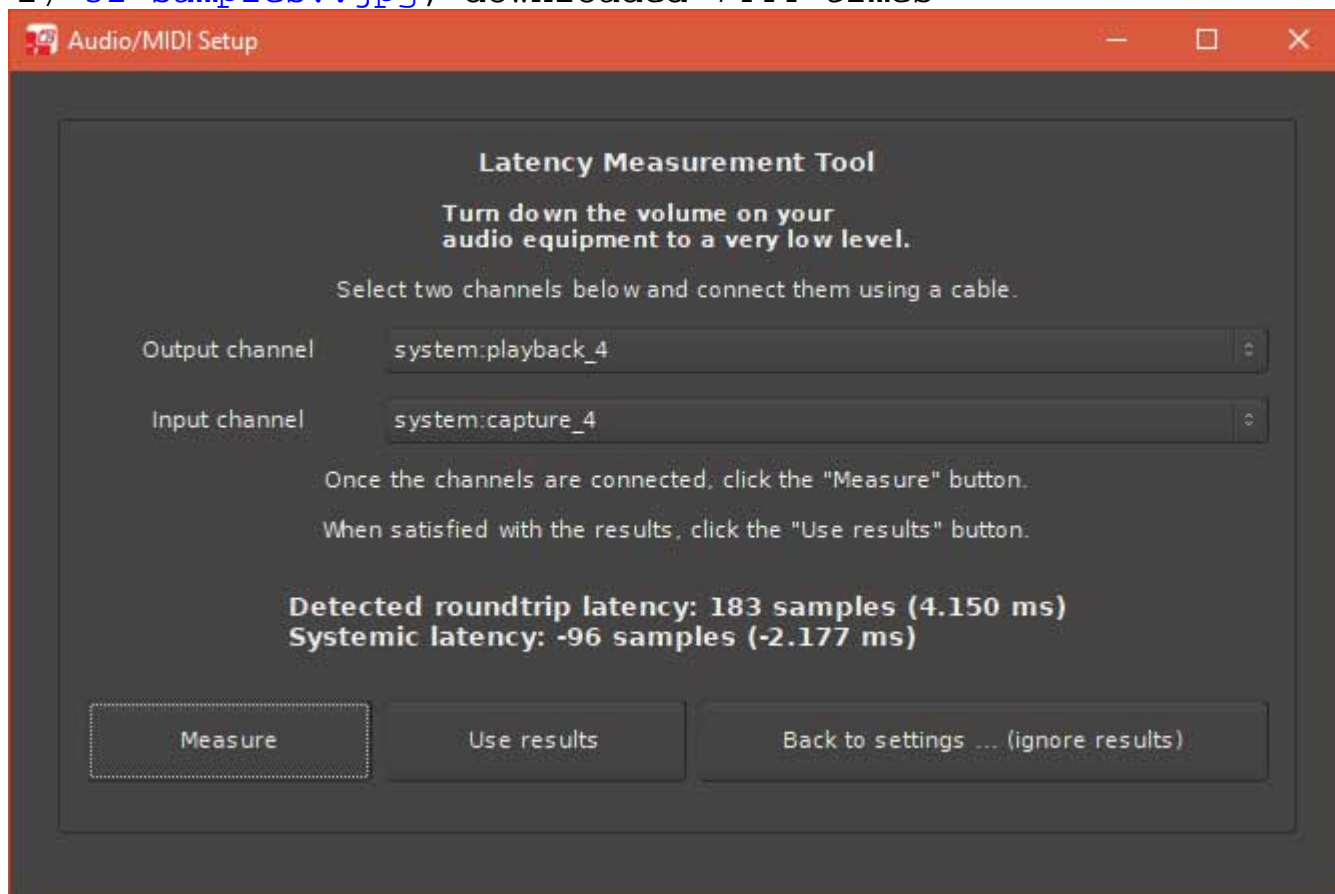 Audio/MIDI Setup
Latency Measurement Tool
Turn down the volume on your
audio equipment to a very low level.
Select two channels below and connect them using a cable.
Output channel system:playback_4
Input channel system:capture_4
Once the channels are connected, click the "Measure" button.
When satisfied with the results, click the "Use results" button.
Detected roundtrip latency: 183 samples (4.150 ms)
Systemic latency: -96 samples (-2.177 ms)
Measure Use results Back to settings ... (ignore results)